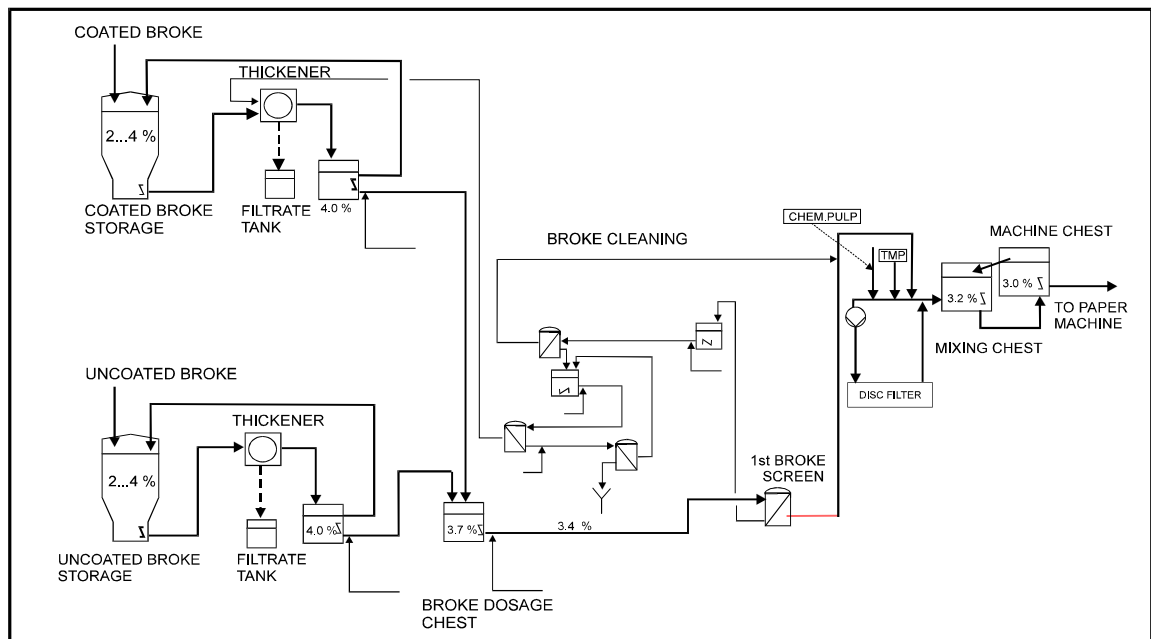 COATED BROKE
THICKENER
2...4 %
COATED BROKE
STORAGE
FILTRATE
TANK
4.0 %
BROKE CLEANING
CHEM.PULP
TMP
MACHINE CHEST
3.0 %
3.2 %
TO PAPER
MACHINE
MIXING CHEST
DISC FILTER
UNCOATED BROKE
THICKENER
2...4 %
1st BROKE
SCREEN
4.0 %
3.7 %
3.4 %
UNCOATED BROKE
STORAGE
FILTRATE
TANK
BROKE DOSAGE
CHEST